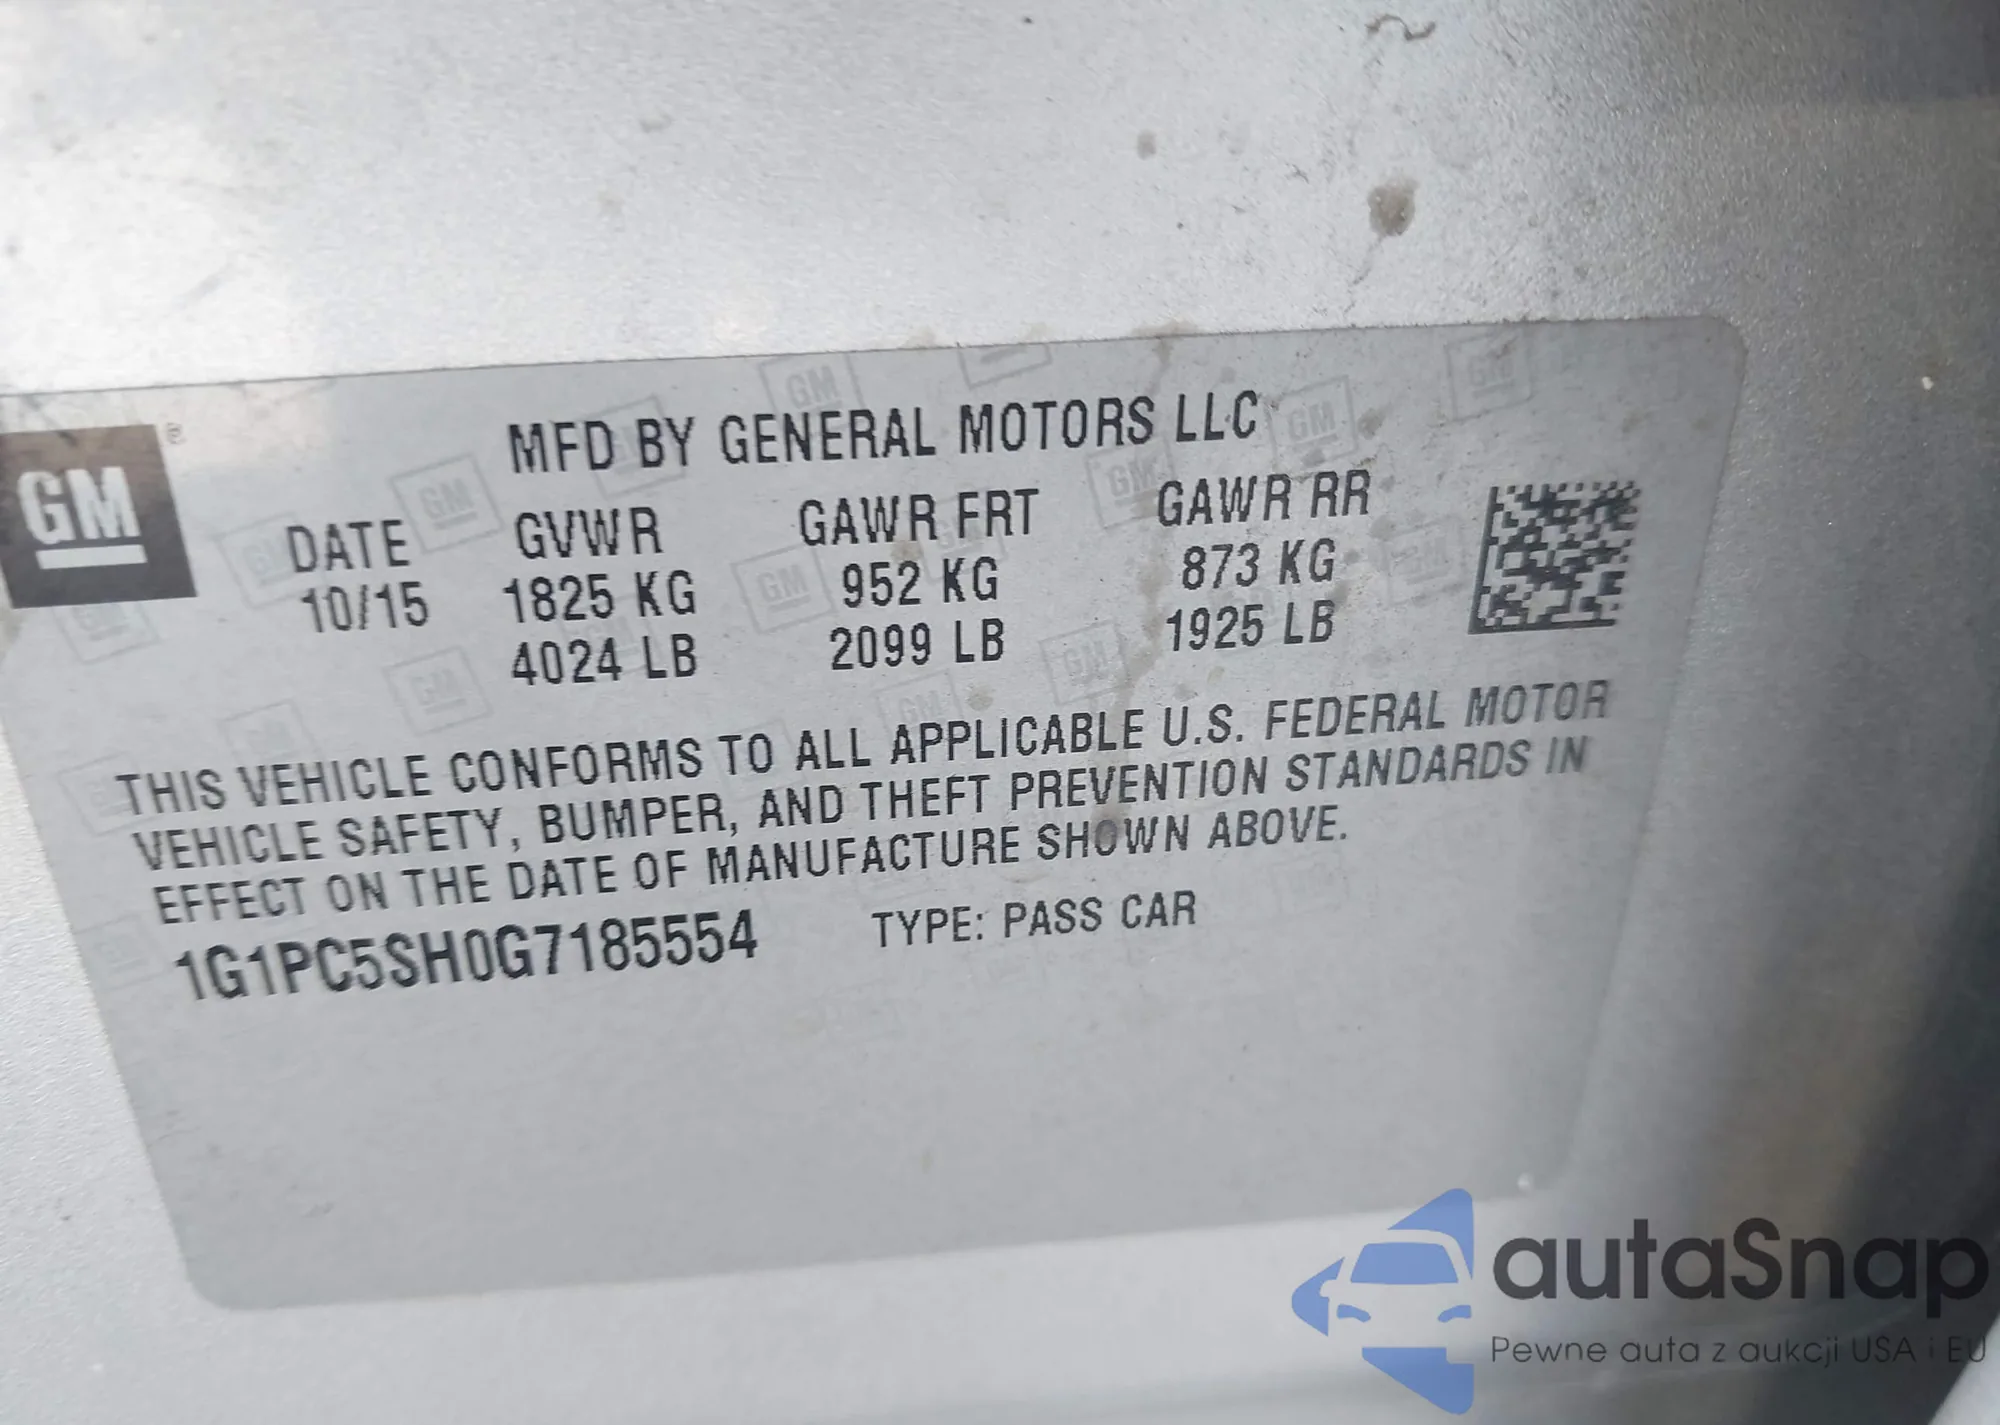 GM
MFD BY GENERAL MOTORS LLC
DATE GVWR GAWR FRT GAWR RR
10/15 1825 KG 952 KG 873 KG
4024 LB 2099 LB 1925 LB
THIS VEHICLE CONFORMS TO ALL APPLICABLE U.S. FEDERAL MOTOR
VEHICLE SAFETY, BUMPER, AND THEFT PREVENTION STANDARDS IN
EFFECT ON THE DATE OF MANUFACTURE SHOWN ABOVE.
1G1PC5SH0G7185554 TYPE: PASS CAR
autaSnap
Pewne auta z aukcji USA i EU